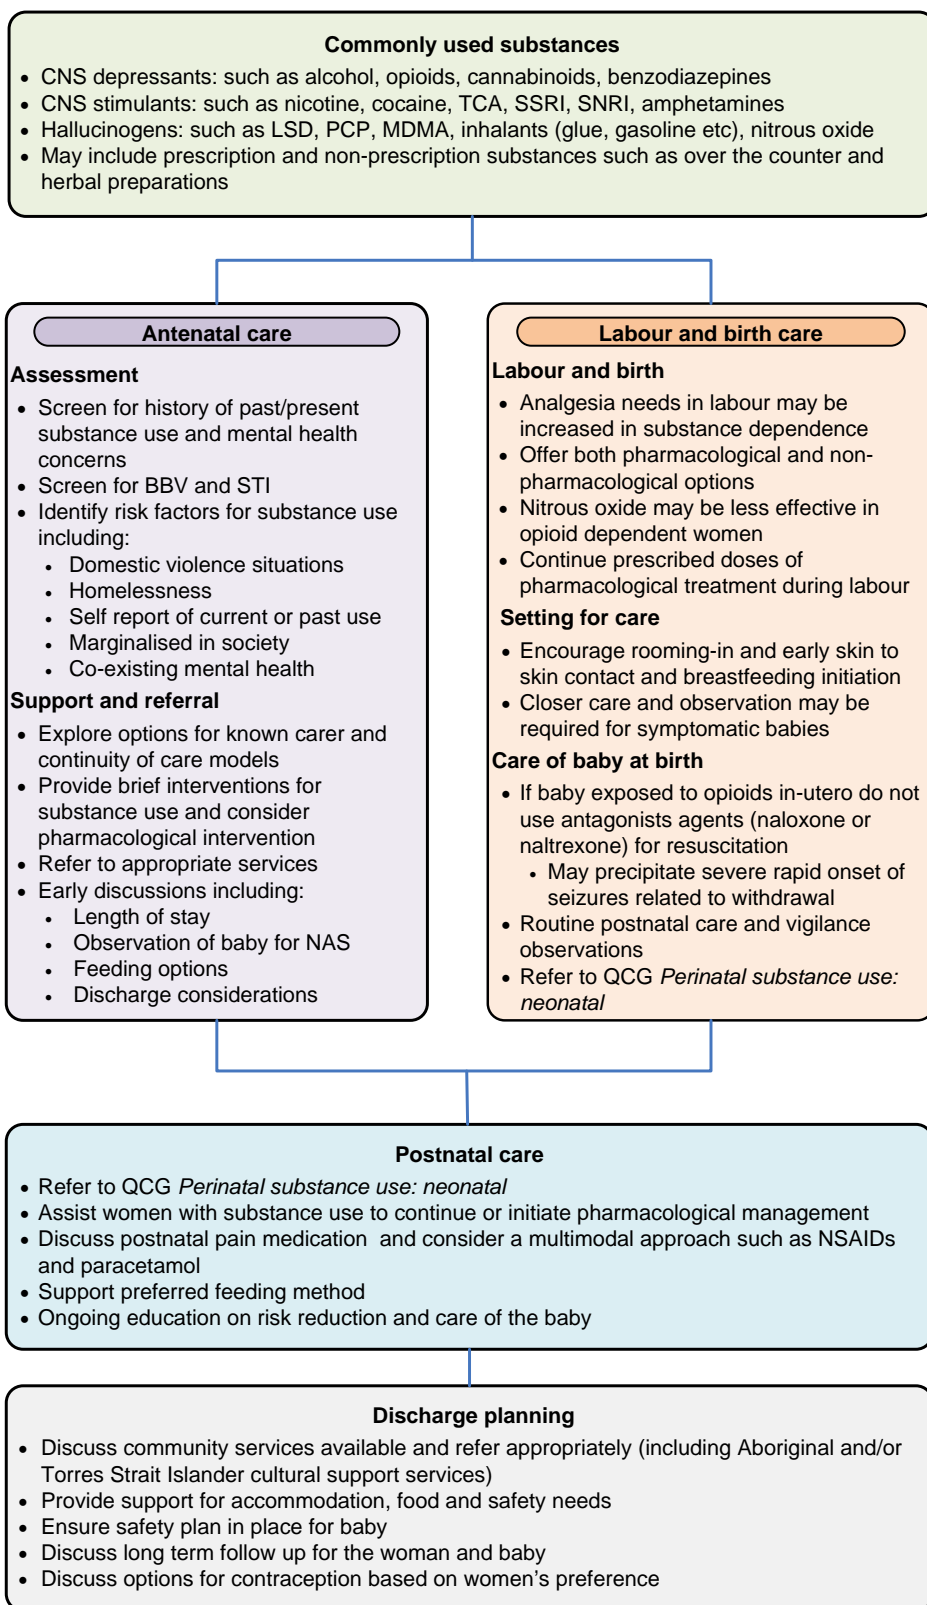 Commonly used substances
• CNS depressants: such as alcohol, opioids, cannabinoids, benzodiazepines
• CNS stimulants: such as nicotine, cocaine, TCA, SSRI, SNRI, amphetamines
• Hallucinogens: such as LSD, PCP, MDMA, inhalants (glue, gasoline etc), nitrous oxide
• May include prescription and non-prescription substances such as over the counter and
herbal preparations
Antenatal care
Assessment
• Screen for history of past/present
substance use and mental health
concerns
• Screen for BBV and STI
• Identify risk factors for substance use
including:
• Domestic violence situations
• Homelessness
• Self report of current or past use
• Marginalised in society
• Co-existing mental health
Support and referral
• Explore options for known carer and
continuity of care models
• Provide brief interventions for
substance use and consider
pharmacological intervention
• Refer to appropriate services
• Early discussions including:
• Length of stay
• Observation of baby for NAS
• Feeding options
• Discharge considerations
Labour and birth care
Labour and birth
• Analgesia needs in labour may be
increased in substance dependence
• Offer both pharmacological and non-
pharmacological options
• Nitrous oxide may be less effective in
opioid dependent women
• Continue prescribed doses of
pharmacological treatment during labour
Setting for care
• Encourage rooming-in and early skin to
skin contact and breastfeeding initiation
• Closer care and observation may be
required for symptomatic babies
Care of baby at birth
• If baby exposed to opioids in-utero do not
use antagonists agents (naloxone or
naltrexone) for resuscitation
• May precipitate severe rapid onset of
seizures related to withdrawal
• Routine postnatal care and vigilance
observations
• Refer to QCG Perinatal substance use:
neonatal
Postnatal care
• Refer to QCG Perinatal substance use: neonatal
• Assist women with substance use to continue or initiate pharmacological management
• Discuss postnatal pain medication and consider a multimodal approach such as NSAIDs
and paracetamol
• Support preferred feeding method
• Ongoing education on risk reduction and care of the baby
Discharge planning
• Discuss community services available and refer appropriately (including Aboriginal and/or
Torres Strait Islander cultural support services)
• Provide support for accommodation, food and safety needs
• Ensure safety plan in place for baby
• Discuss long term follow up for the woman and baby
• Discuss options for contraception based on women's preference